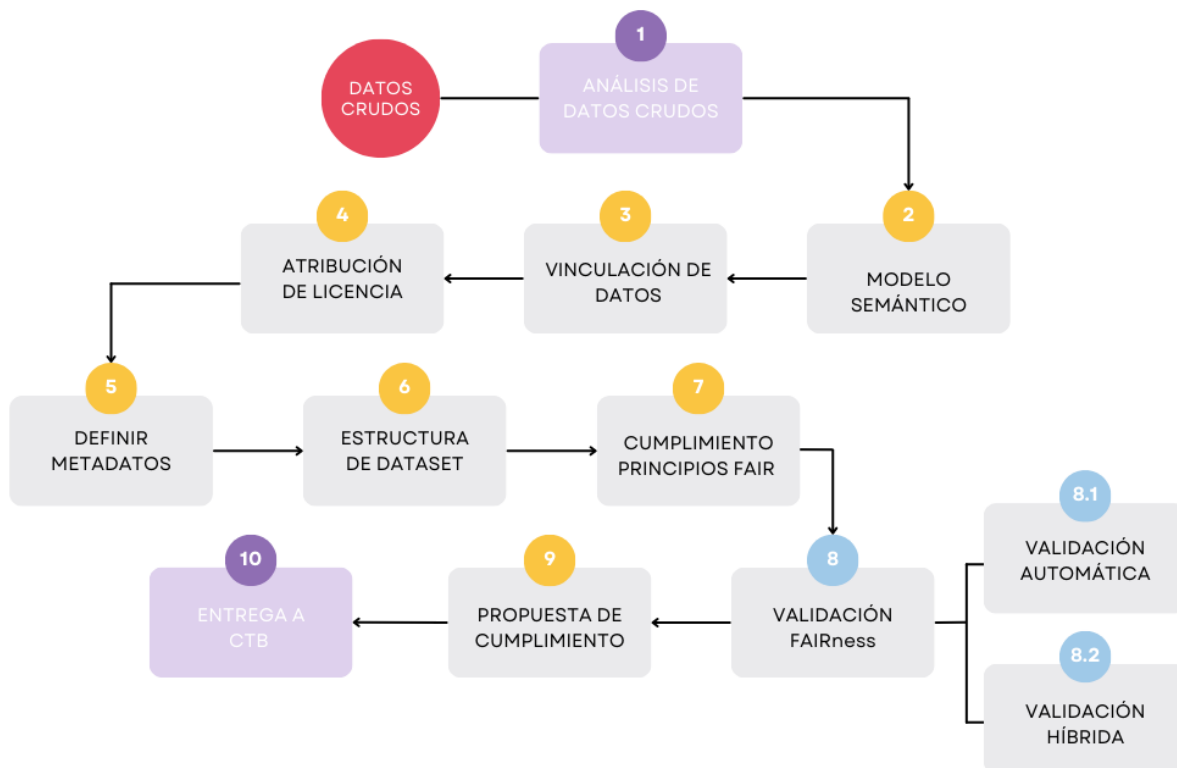 DATOS
CRUDOS
1
ANÁLISIS DE
DATOS CRUDOS
2
MODELO
SEMÁNTICO
3
VINCULACIÓN DE
DATOS
4
ATRIBUCIÓN
DE LICENCIA
5
DEFINIR
METADATOS
6
ESTRUCTURA
DE DATASET
7
CUMPLIMIENTO
PRINCIPIOS FAIR
8
VALIDACIÓN
FAIRness
8.1
VALIDACIÓN
AUTOMÁTICA
8.2
VALIDACIÓN
HÍBRIDA
9
PROPUESTA DE
CUMPLIMIENTO
10
ENTREGA A
CTB